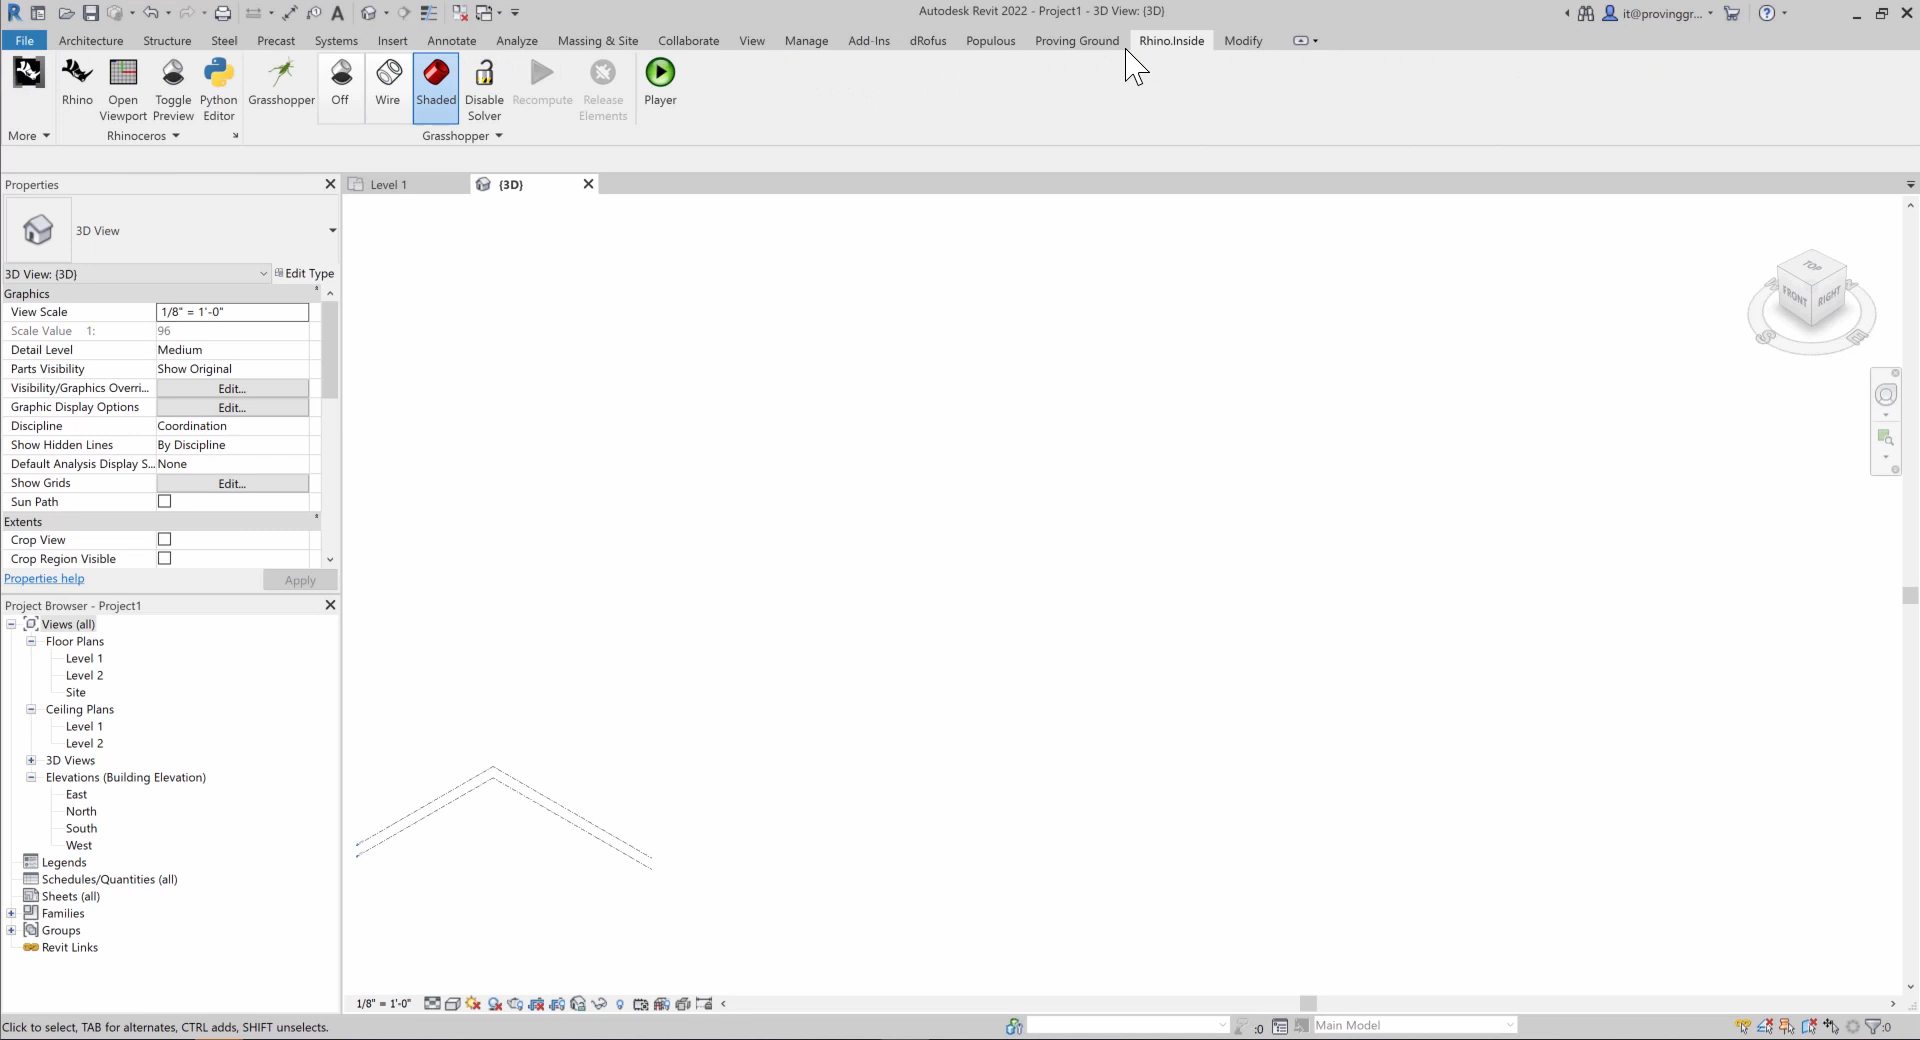 Autodesk Revit 2022 - Project1 - 3D View: {3D}
it@provinggr...
File Architecture Structure Steel Precast Systems Insert Annotate Analyze Massing & Site Collaborate View Manage Add-Ins dRofus Populous Proving Ground Rhino.Inside Modify
Rhino Open Viewport Toggle Preview Python Editor Grasshopper Off Wire Shaded Disable Solver Recompute Release Elements Player
More Rhinoceros Grasshopper
Properties
Level 1
{3D}
3D View
3D View: {3D} Edit Type
Graphics
View Scale 1/8" = 1'-0"
Scale Value 1: 96
Detail Level Medium
Parts Visibility Show Original
Visibility/Graphics Overri... Edit...
Graphic Display Options Edit...
Discipline Coordination
Show Hidden Lines By Discipline
Default Analysis Display S... None
Show Grids Edit...
Sun Path
Extents
Crop View
Crop Region Visible
Properties help Apply
TOP
FRONT RIGHT
S E
Project Browser - Project1
Views (all)
Floor Plans
Level 1
Level 2
Site
Ceiling Plans
Level 1
Level 2
3D Views
Elevations (Building Elevation)
East
North
South
West
Legends
Schedules/Quantities (all)
Sheets (all)
Families
Groups
Revit Links
1/8" = 1'-0"
Click to select, TAB for alternates, CTRL adds, SHIFT unselects.
:0
Main Model
:0